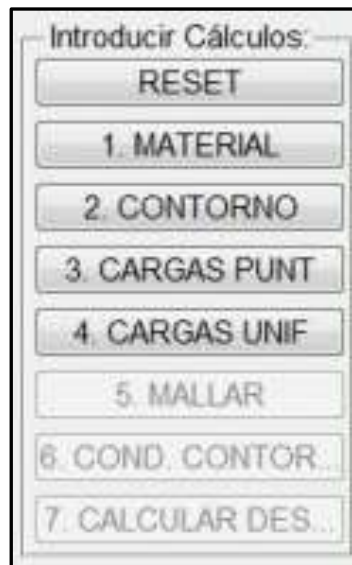 Introducir Cálculos:
RESET
1. MATERIAL
2. CONTORNO
3. CARGAS PUNT
4. CARGAS UNIF
5. MALLAR
6. COND. CONTOR...
7. CALCULAR DES...